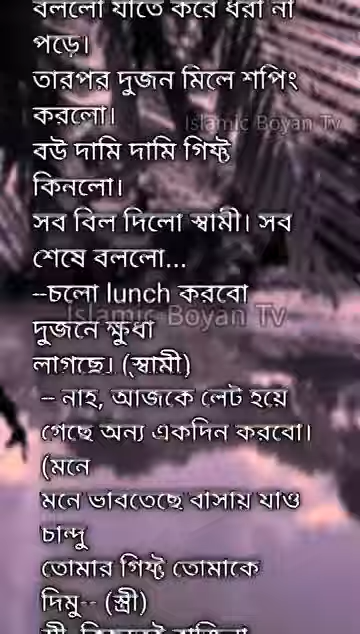 বললো যাতে করে ধরা না
পড়ে।
তারপর দুজন মিলে শপিং
করলো।
Islamic Boyan Tv
বউ দামি দামি গিফ্ট
কিনলো।
সব বিল দিলো স্বামী। সব
শেষে বললো...
--চলো lunch করবো
দুজনে ক্ষুধা
Islamic Boyan Tv
লাগছে। (স্বামী)
-- নাহ, আজকে লেট হয়ে
গেছে অন্য একদিন করবো।
(মনে
মনে ভাবতেছে বাসায় যাও
চান্দু
তোমার গিফ্ট তোমাকে
দিমু-- (স্ত্রী)